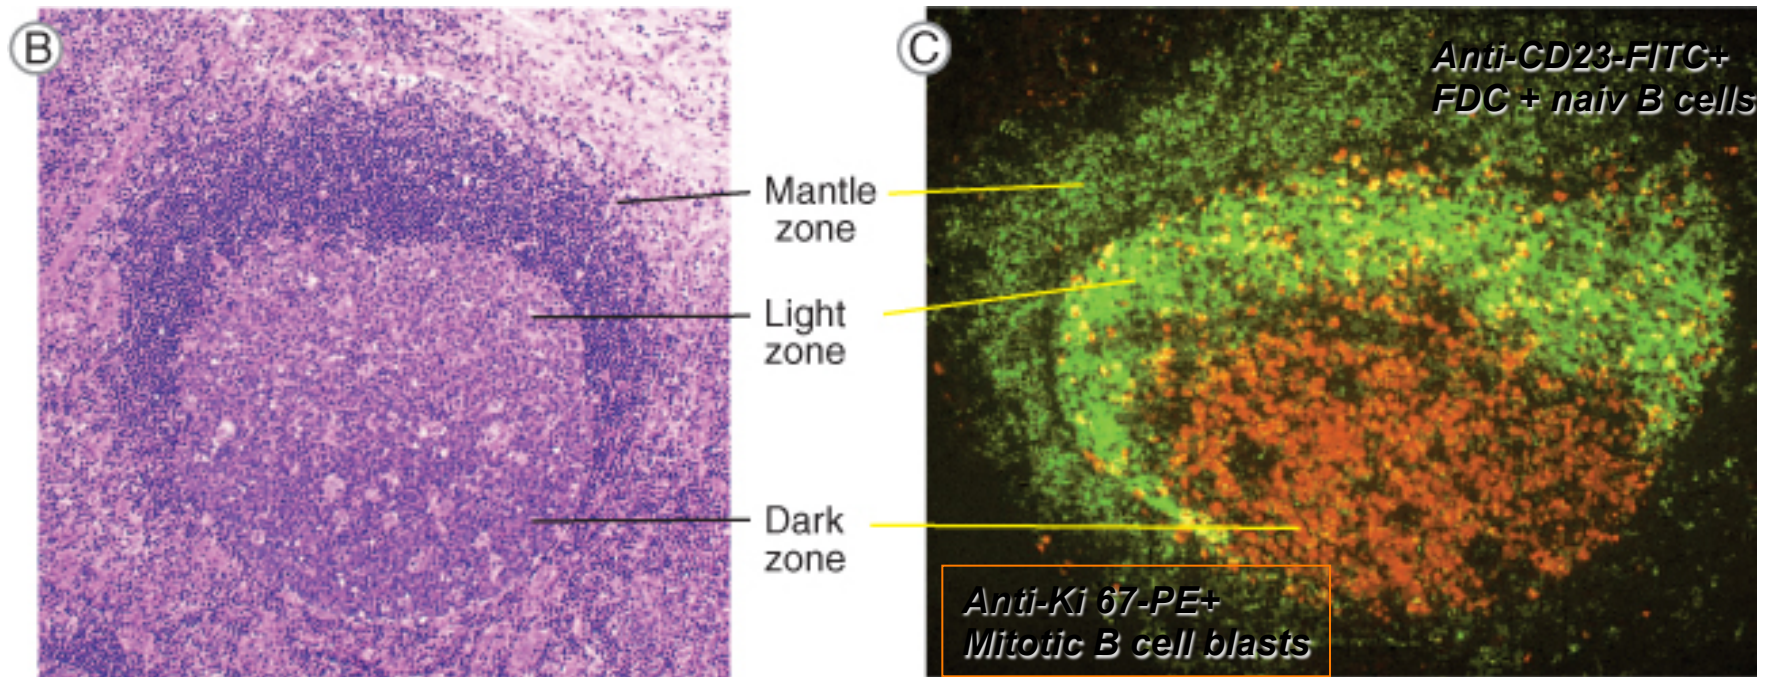 B
C
Anti-CD23-FITC+
FDC + naiv B cells
Mantle
zone
Light
zone
Dark
zone
Anti-Ki 67-PE+
Mitotic B cell blasts